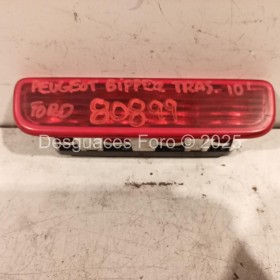 PEUGEOT BIPPER TRAS. 10'
FORO 80899
Desguaces Foro © 2025